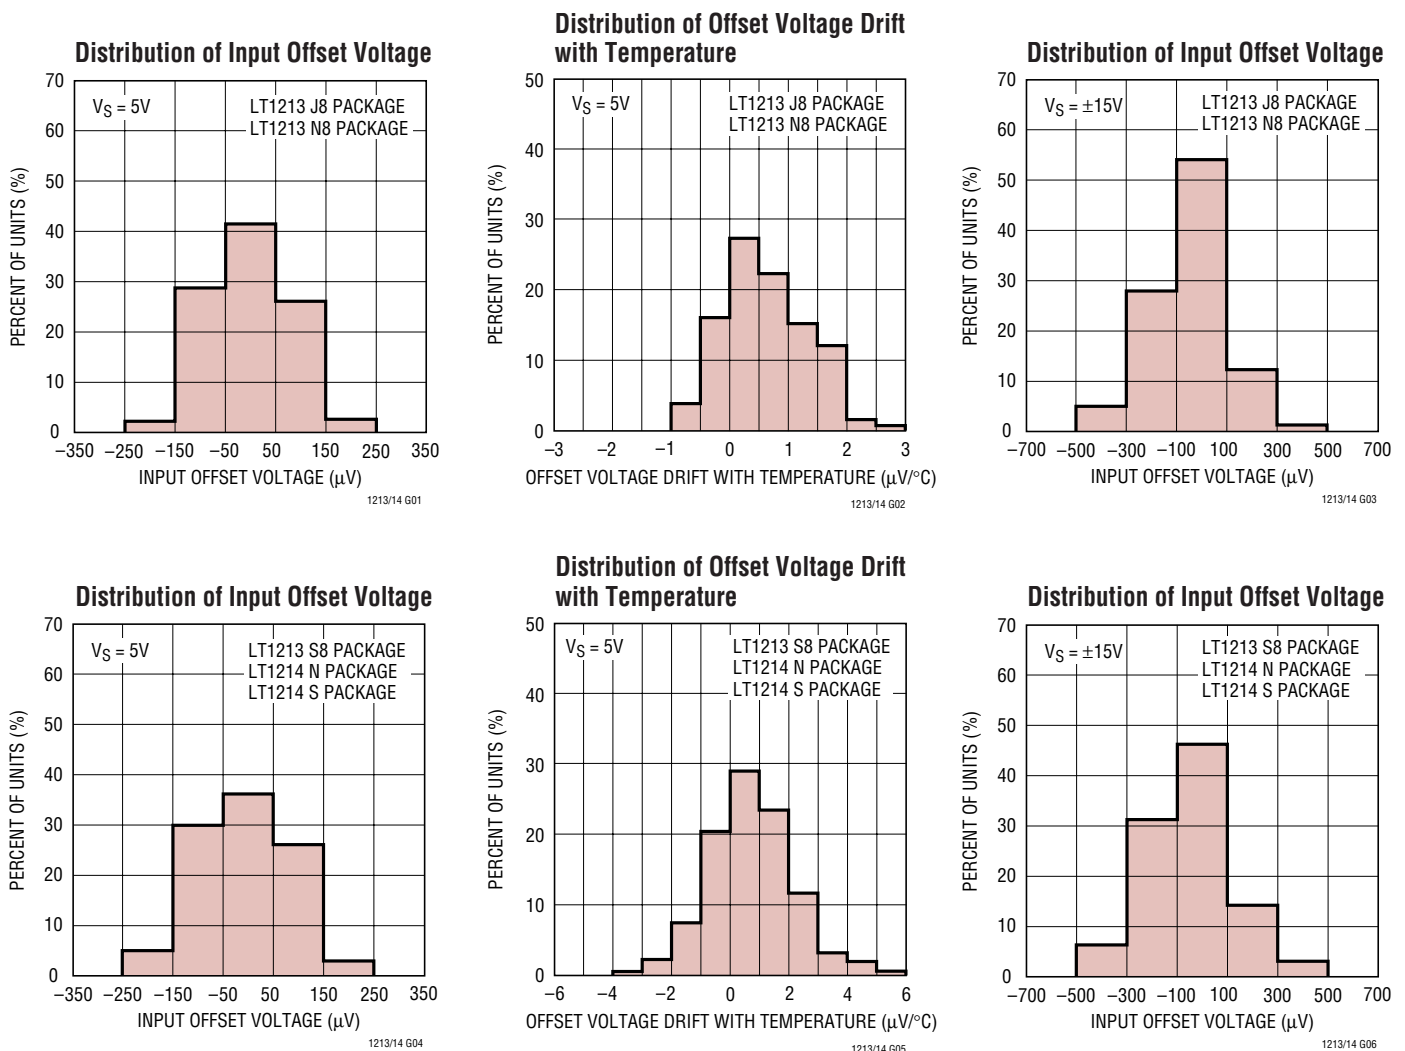 Distribution of Input Offset Voltage
PERCENT OF UNITS (%)
70
60
50
40
30
20
10
0
VS = 5V
LT1213 J8 PACKAGE
LT1213 N8 PACKAGE
–350 –250 –150 –50 50 150 250 350
INPUT OFFSET VOLTAGE (µV)
1213/14 G01
Distribution of Offset Voltage Drift
with Temperature
PERCENT OF UNITS (%)
50
40
30
20
10
0
VS = 5V
LT1213 J8 PACKAGE
LT1213 N8 PACKAGE
–3 –2 –1 0 1 2 3
OFFSET VOLTAGE DRIFT WITH TEMPERATURE (µV/°C)
1213/14 G02
Distribution of Input Offset Voltage
PERCENT OF UNITS (%)
70
60
50
40
30
20
10
0
VS = ±15V
LT1213 J8 PACKAGE
LT1213 N8 PACKAGE
–700 –500 –300 –100 100 300 500 700
INPUT OFFSET VOLTAGE (µV)
1213/14 G03
Distribution of Input Offset Voltage
PERCENT OF UNITS (%)
70
60
50
40
30
20
10
0
VS = 5V
LT1213 S8 PACKAGE
LT1214 N PACKAGE
LT1214 S PACKAGE
–350 –250 –150 –50 50 150 250 350
INPUT OFFSET VOLTAGE (µV)
1213/14 G04
Distribution of Offset Voltage Drift
with Temperature
PERCENT OF UNITS (%)
50
40
30
20
10
0
VS = 5V
LT1213 S8 PACKAGE
LT1214 N PACKAGE
LT1214 S PACKAGE
–6 –4 –2 0 2 4 6
OFFSET VOLTAGE DRIFT WITH TEMPERATURE (µV/°C)
1213/14 G05
Distribution of Input Offset Voltage
PERCENT OF UNITS (%)
70
60
50
40
30
20
10
0
VS = ±15V
LT1213 S8 PACKAGE
LT1214 N PACKAGE
LT1214 S PACKAGE
–700 –500 –300 –100 100 300 500 700
INPUT OFFSET VOLTAGE (µV)
1213/14 G06